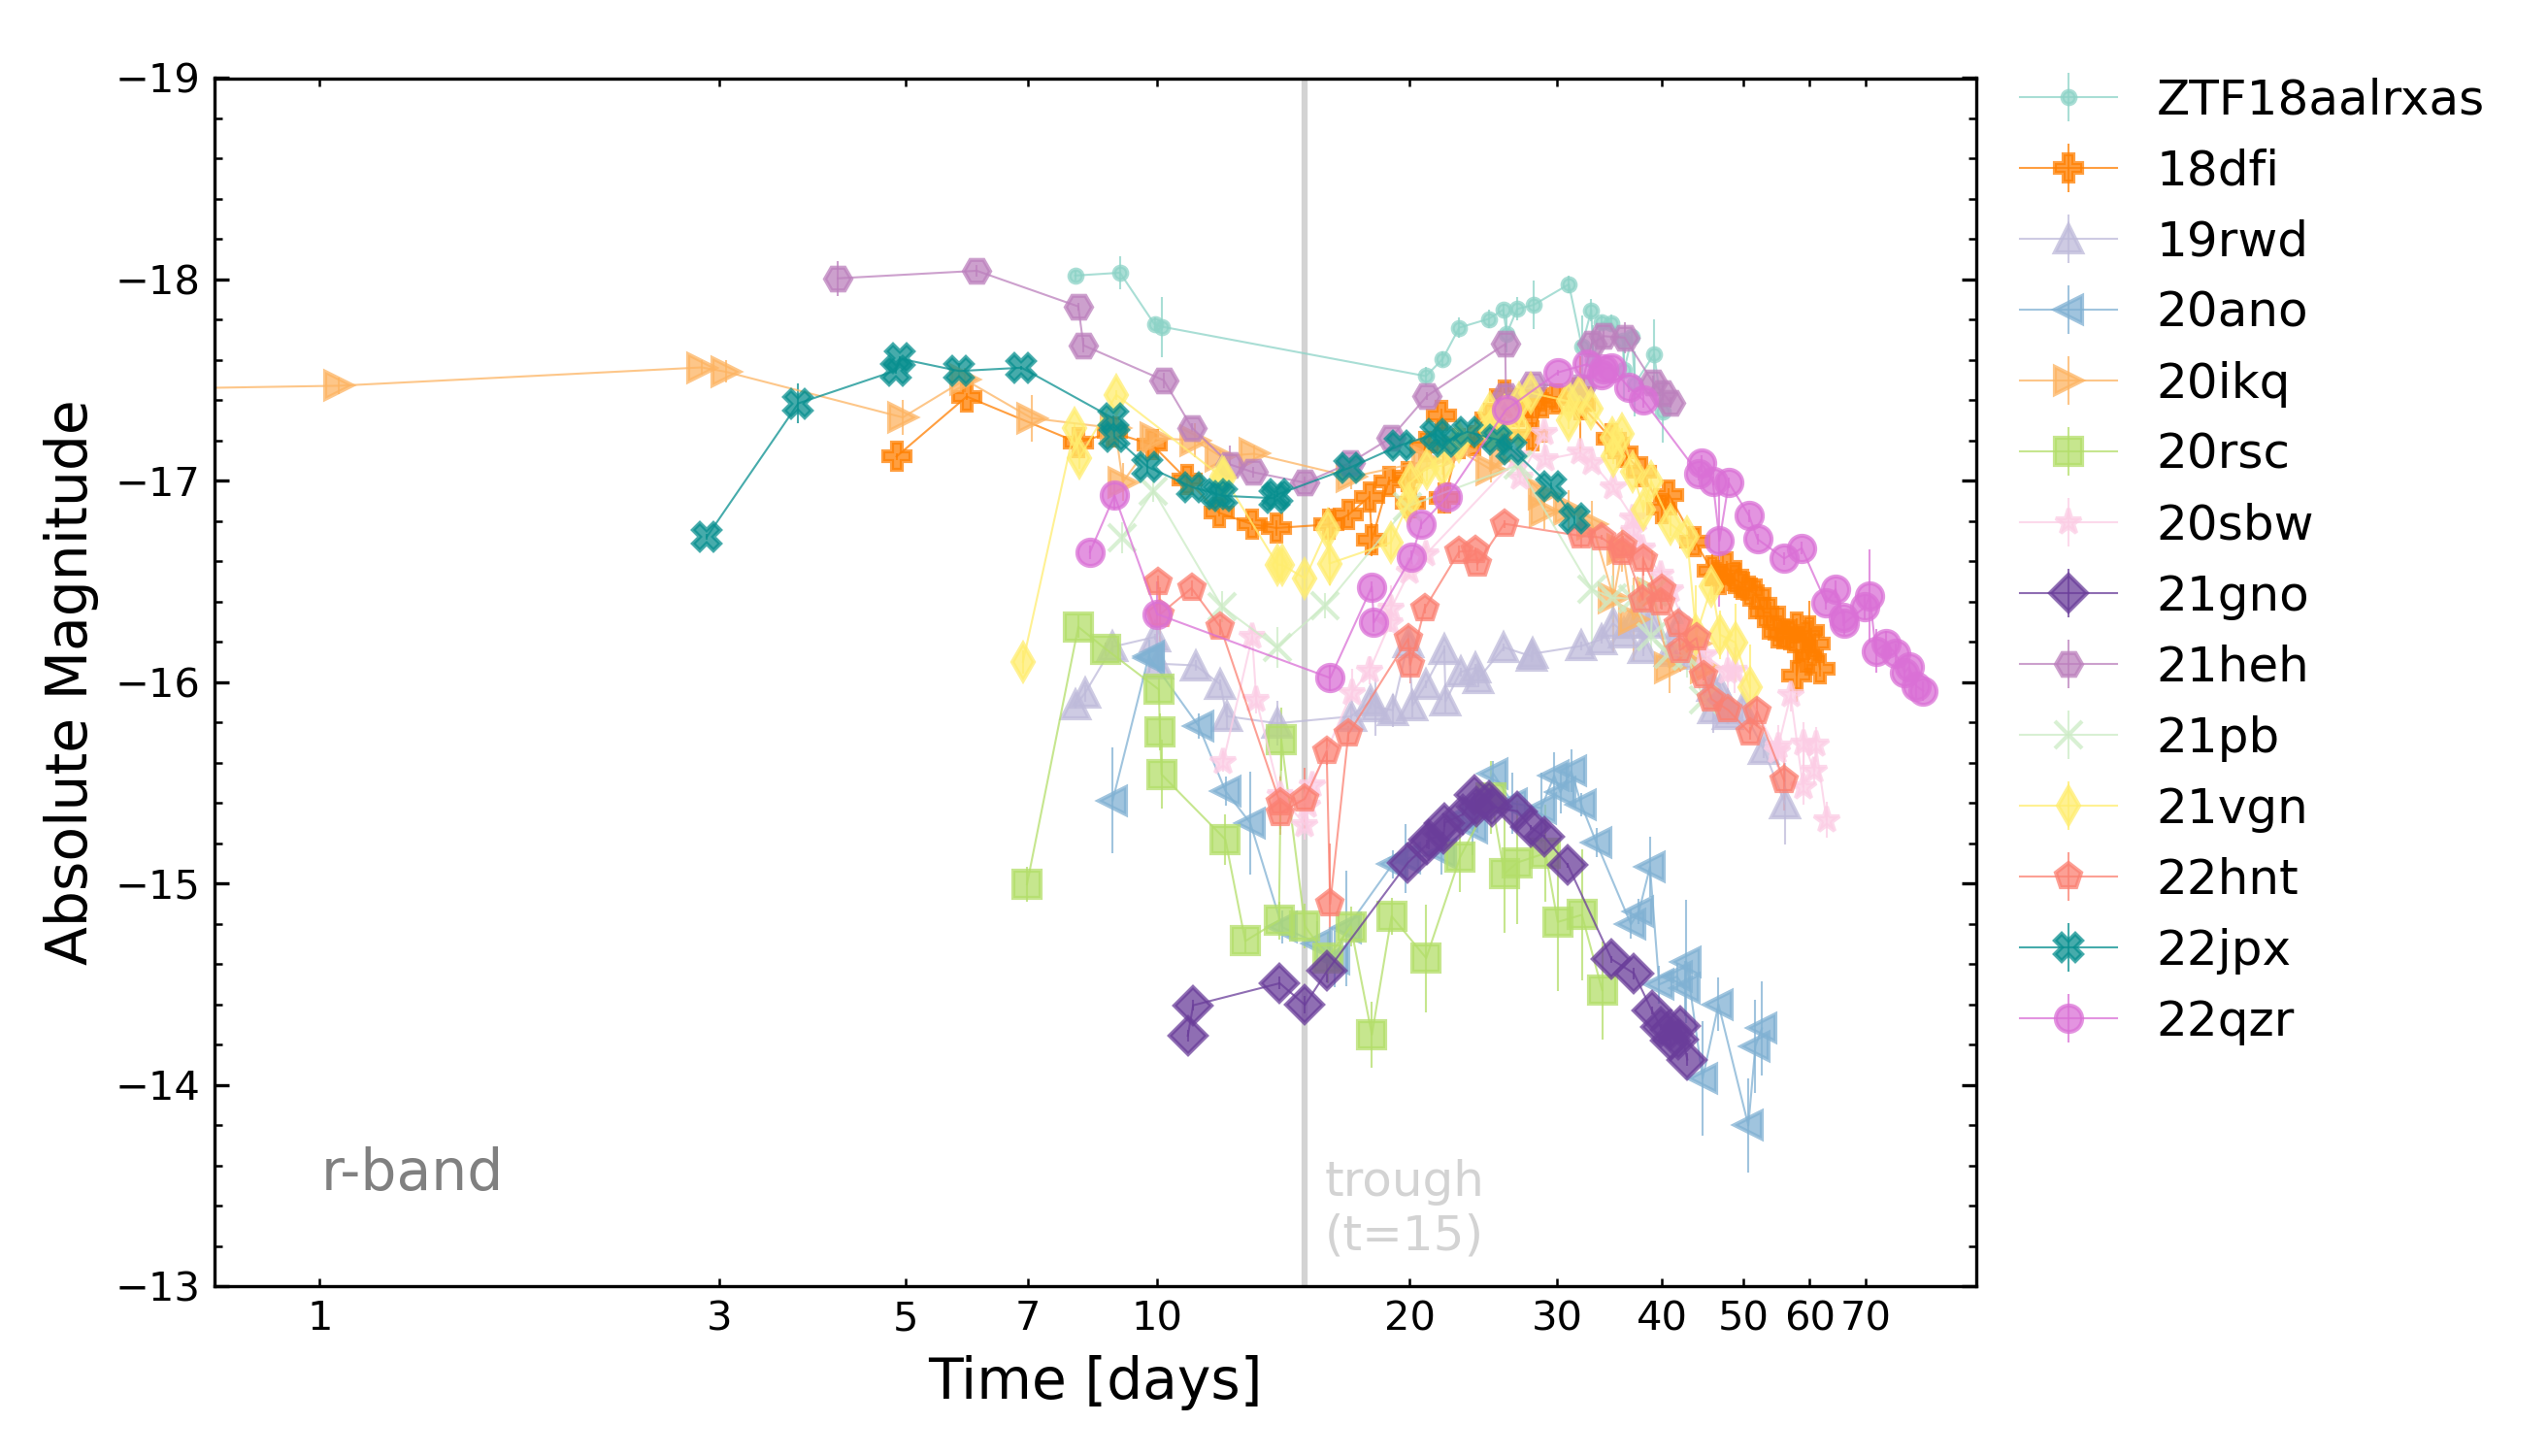 −19
−18
−17
−16
−15
−14
−13
Absolute Magnitude
1 3 5 7 10 20 30 40 50 60 70
Time [days]
r-band
trough
(t=15)
ZTF18aalrxas
18dfi
19rwd
20ano
20ikq
20rsc
20sbw
21gno
21heh
21pb
21vgn
22hnt
22jpx
22qzr